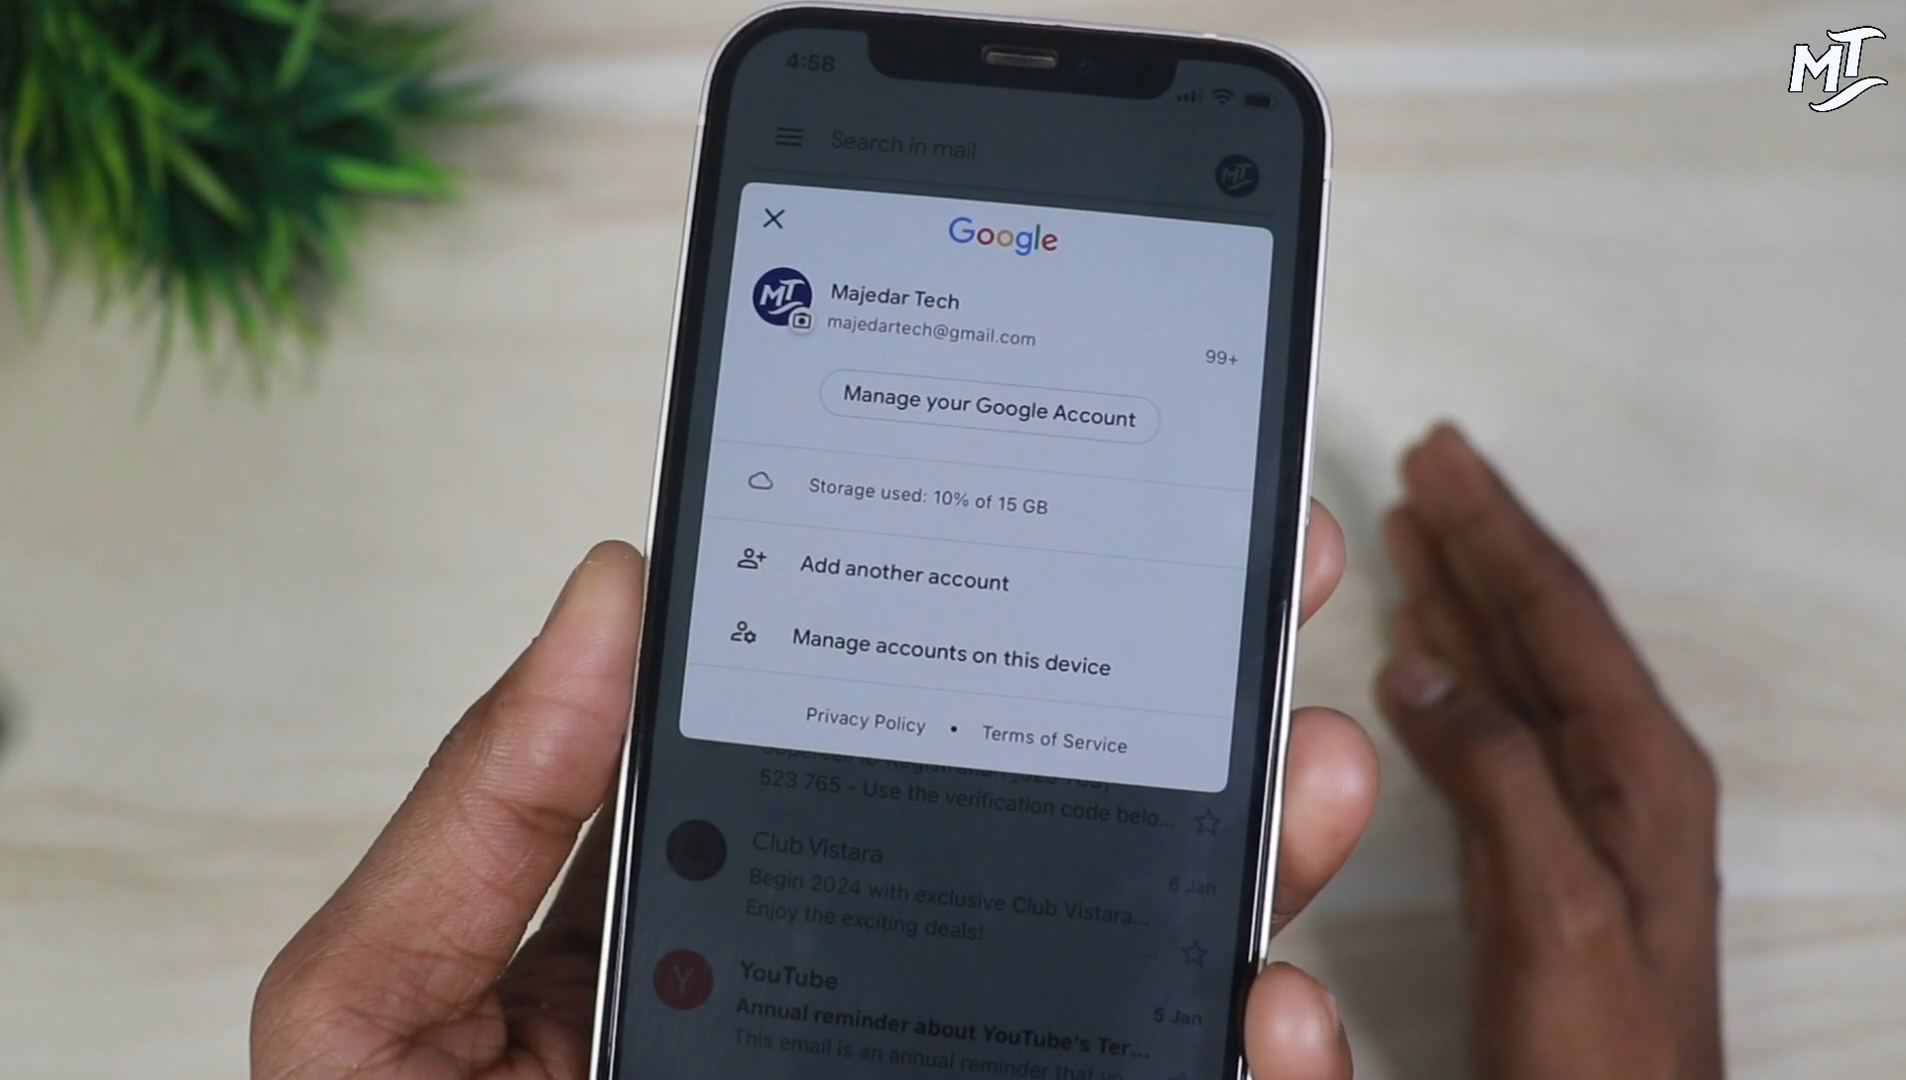 MT
4:58
Search in mail
MT
Google
MT
Majedar Tech
majedartech@gmail.com
99+
Manage your Google Account
Storage used: 10% of 15 GB
Add another account
Manage accounts on this device
Privacy Policy • Terms of Service
523 765 - Use the verification code belo...
Club Vistara
6 Jan
Begin 2024 with exclusive Club Vistara...
Enjoy the exciting deals!
Y
YouTube
5 Jan
Annual reminder about YouTube's Ter...
This email is an annual reminder that